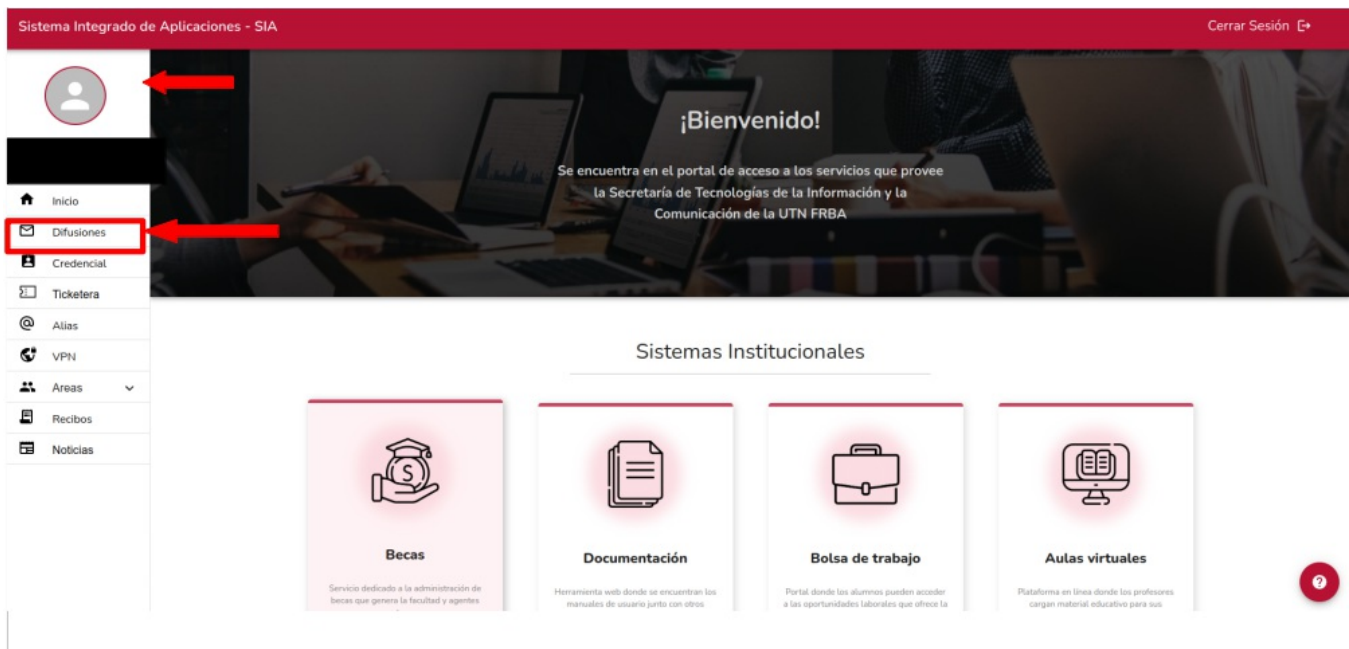 Sistema Integrado de Aplicaciones - SIA
Cerrar Sesión
¡Bienvenido!
Se encuentra en el portal de acceso a los servicios que provee
la Secretaría de Tecnologías de la Información y la
Comunicación de la UTN FRBA
Inicio
Difusiones
Credencial
Ticketera
Alias
VPN
Areas
Recibos
Noticias
Sistemas Institucionales
Becas
Servicio dedicado a la administración de
becas que genera la facultad y agentes
Documentación
Herramienta web donde se encuentran los
manuales de usuario junto con otros
Bolsa de trabajo
Portal donde los alumnos pueden acceder
a las oportunidades laborales que ofrece la
Aulas virtuales
Plataforma en línea donde los profesores
cargan material educativo para sus
?